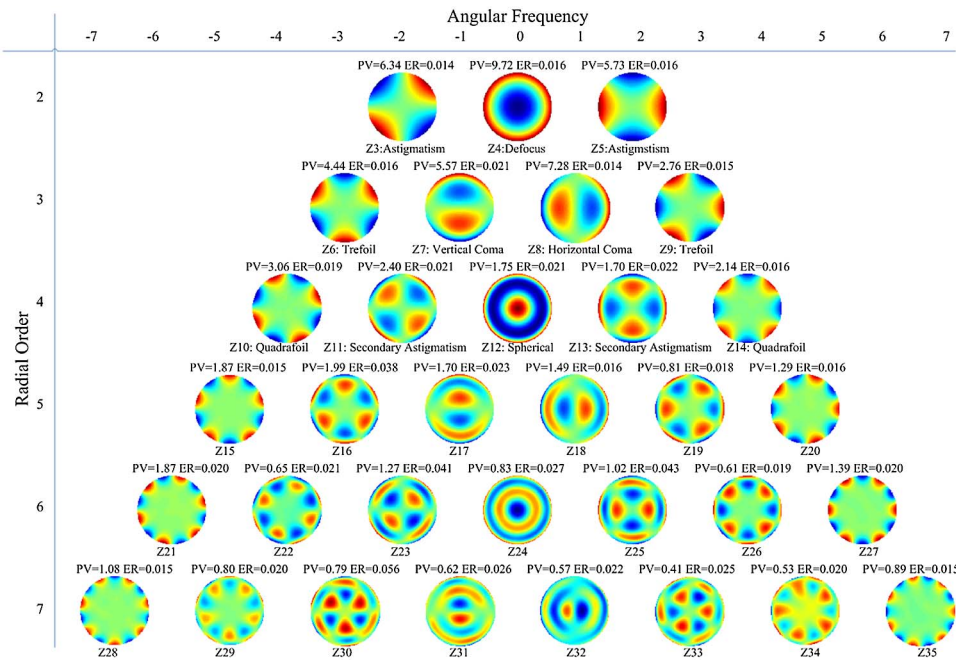 Angular Frequency
-7 -6 -5 -4 -3 -2 -1 0 1 2 3 4 5 6 7
Radial Order
2
PV=6.34 ER=0.014 PV=9.72 ER=0.016 PV=5.73 ER=0.016
Z3:Astigmatism Z4:Defocus Z5:Astigmstism
3
PV=4.44 ER=0.016 PV=5.57 ER=0.021 PV=7.28 ER=0.014 PV=2.76 ER=0.015
Z6: Trefoil Z7: Vertical Coma Z8: Horizontal Coma Z9: Trefoil
4
PV=3.06 ER=0.019 PV=2.40 ER=0.021 PV=1.75 ER=0.021 PV=1.70 ER=0.022 PV=2.14 ER=0.016
Z10: Quadrafoil Z11: Secondary Astigmatism Z12: Spherical Z13: Secondary Astigmatism Z14: Quadrafoil
5
PV=1.87 ER=0.015 PV=1.99 ER=0.038 PV=1.70 ER=0.023 PV=1.49 ER=0.016 PV=0.81 ER=0.018 PV=1.29 ER=0.016
Z15 Z16 Z17 Z18 Z19 Z20
6
PV=1.87 ER=0.020 PV=0.65 ER=0.021 PV=1.27 ER=0.041 PV=0.83 ER=0.027 PV=1.02 ER=0.043 PV=0.61 ER=0.019 PV=1.39 ER=0.020
Z21 Z22 Z23 Z24 Z25 Z26 Z27
7
PV=1.08 ER=0.015 PV=0.80 ER=0.020 PV=0.79 ER=0.056 PV=0.62 ER=0.026 PV=0.57 ER=0.022 PV=0.41 ER=0.025 PV=0.53 ER=0.020 PV=0.89 ER=0.015
Z28 Z29 Z30 Z31 Z32 Z33 Z34 Z35